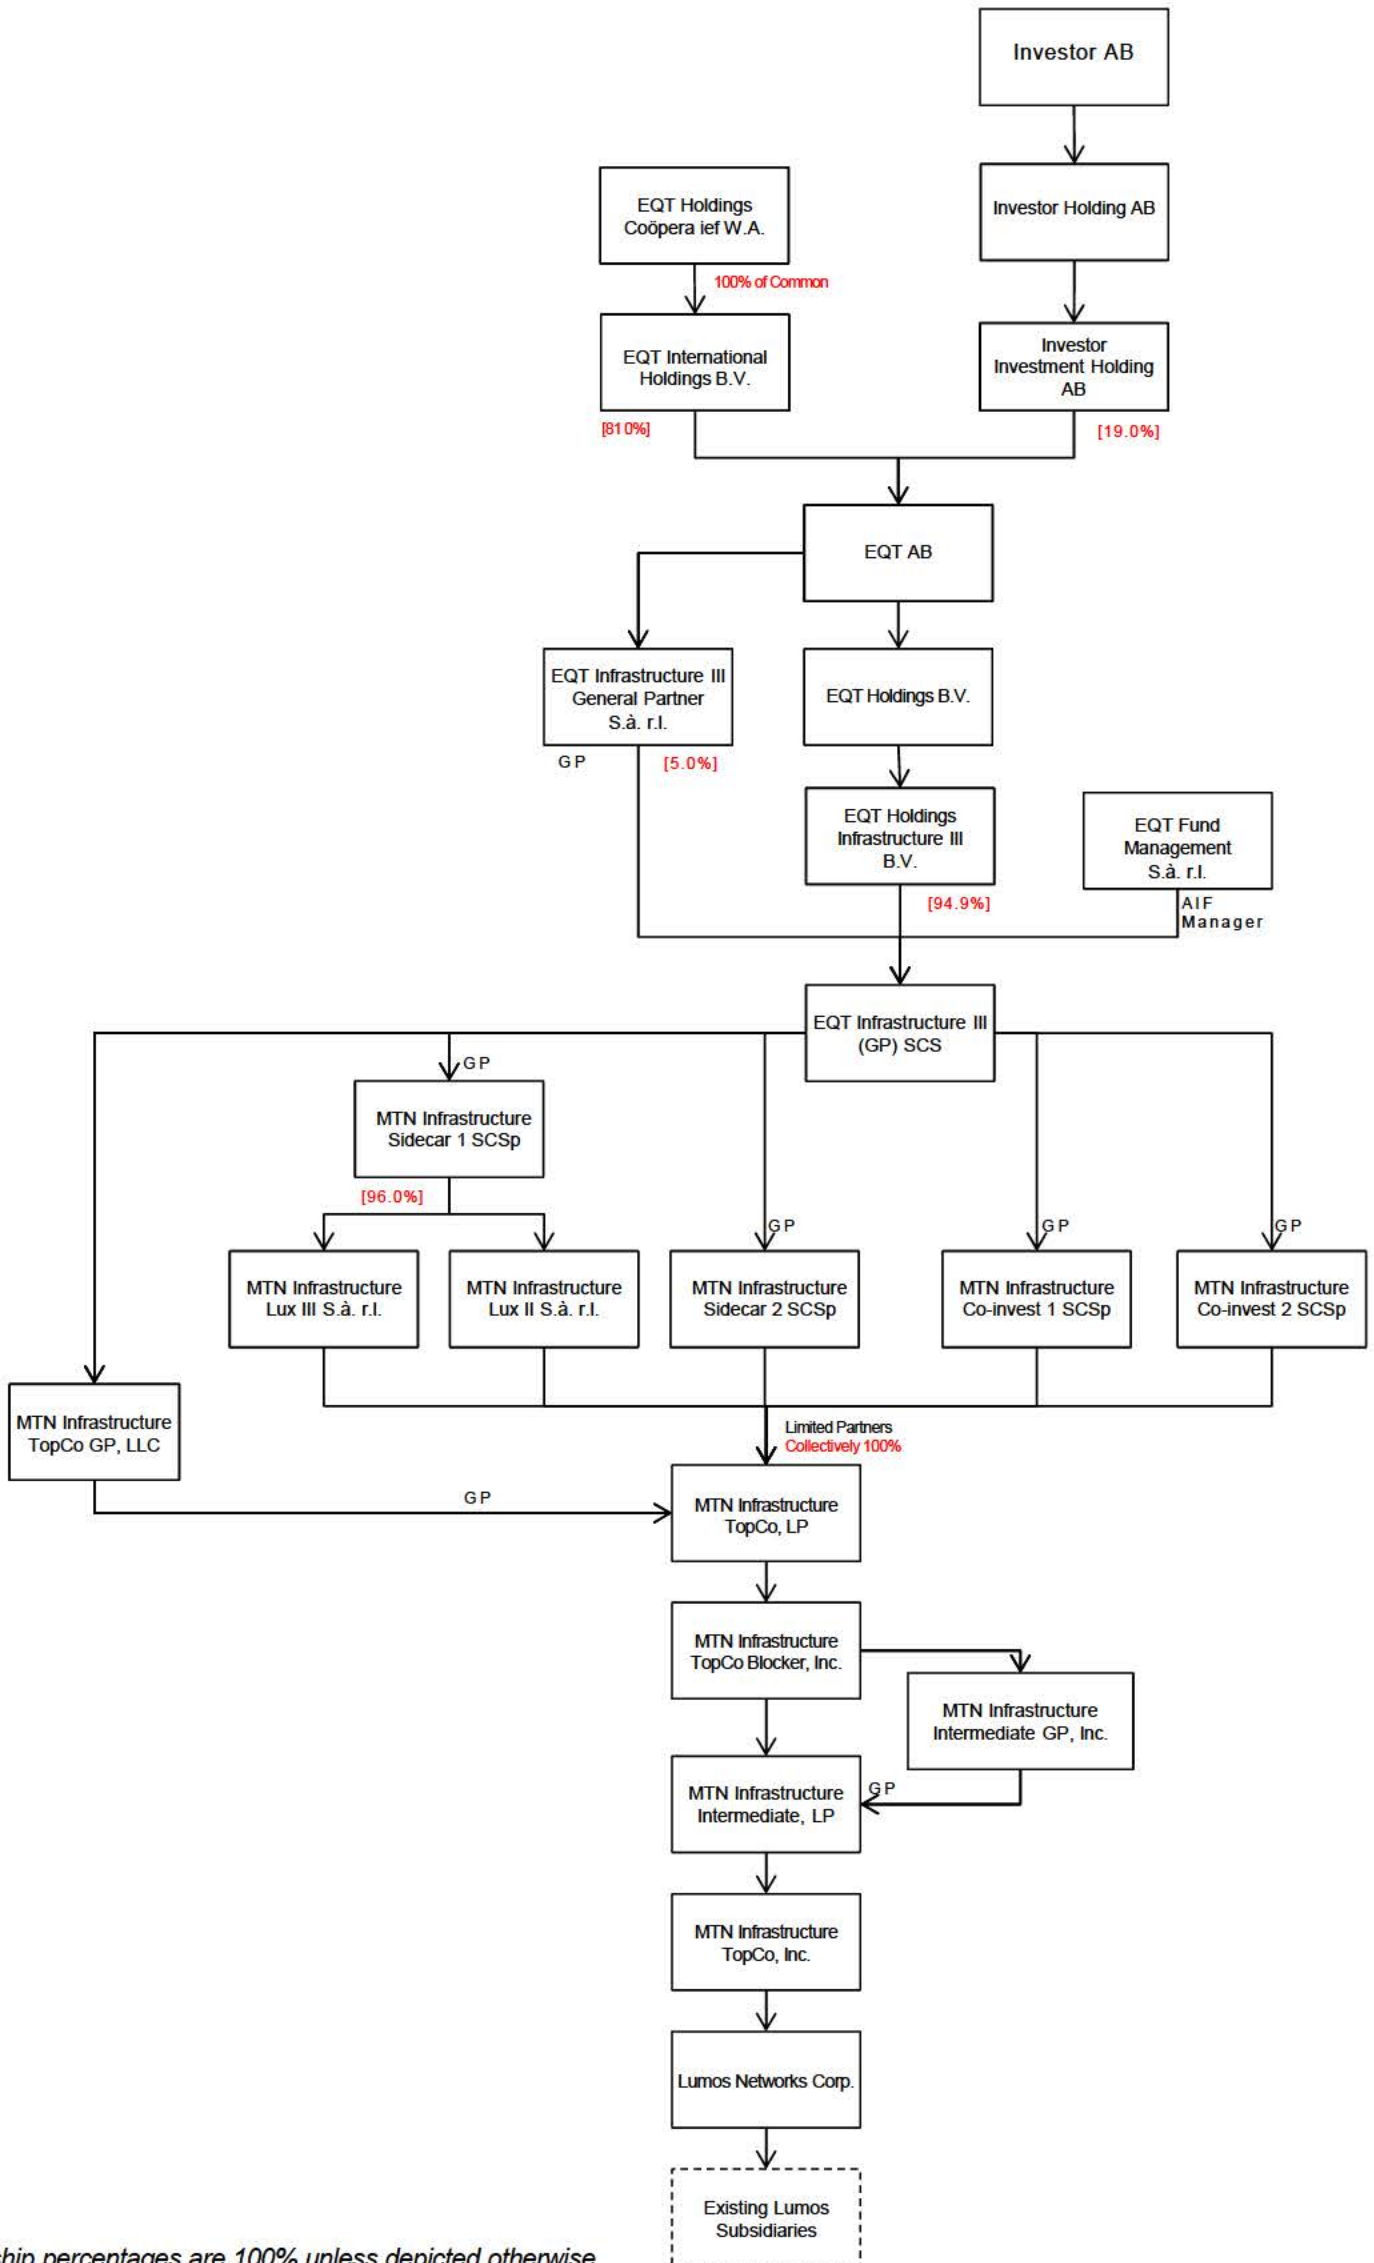 Investor AB
EQT Holdings
Coöpera ief W.A.
Investor Holding AB
100% of Common
EQT International
Holdings B.V.
Investor
Investment Holding
AB
[81 0%]
[19.0%]
EQT AB
EQT Infrastructure III
General Partner
S.à. r.l.
EQT Holdings B.V.
GP
[5.0%]
EQT Holdings
Infrastructure III
B.V.
EQT Fund
Management
S.à. r.l.
[94.9%]
AIF
Manager
EQT Infrastructure III
(GP) SCS
GP
MTN Infrastructure
Sidecar 1 SCSp
[96.0%]
GP
GP
GP
MTN Infrastructure
Lux III S.à. r.l.
MTN Infrastructure
Lux II S.à. r.l.
MTN Infrastructure
Sidecar 2 SCSp
MTN Infrastructure
Co-invest 1 SCSp
MTN Infrastructure
Co-invest 2 SCSp
MTN Infrastructure
TopCo GP, LLC
Limited Partners
Collectively 100%
GP
MTN Infrastructure
TopCo, LP
MTN Infrastructure
TopCo Blocker, Inc.
MTN Infrastructure
Intermediate GP, Inc.
GP
MTN Infrastructure
Intermediate, LP
MTN Infrastructure
TopCo, Inc.
Lumos Networks Corp.
Existing Lumos
Subsidiaries
percentages are 100% unless depicted otherwise